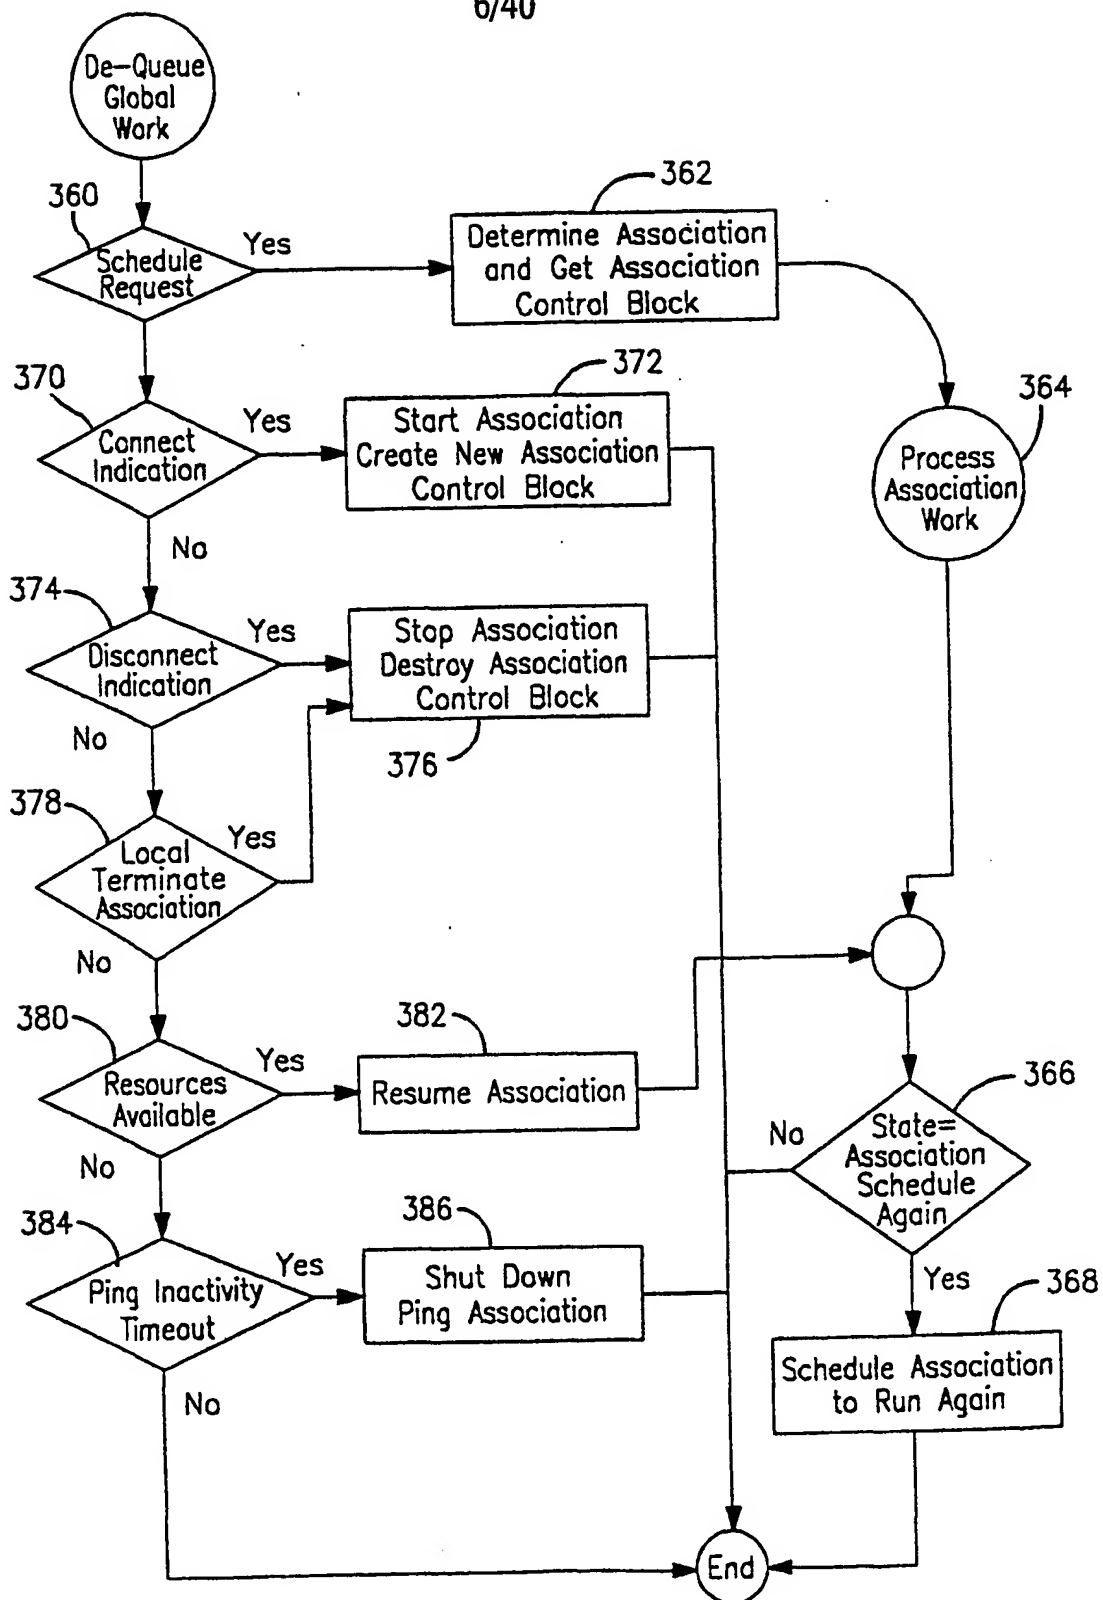 6/40
De-Queue
Global
Work
360
Schedule
Request
Yes
362
Determine Association
and Get Association
Control Block
370
Connect
Indication
Yes
372
Start Association
Create New Association
Control Block
364
Process
Association
Work
No
374
Disconnect
Indication
Yes
Stop Association
Destroy Association
Control Block
376
No
378
Local
Terminate
Association
Yes
No
380
Resources
Available
Yes
382
Resume Association
366
State=
Association
Schedule
Again
No
No
384
Ping Inactivity
Timeout
Yes
386
Shut Down
Ping Association
Yes
368
Schedule Association
to Run Again
No
End